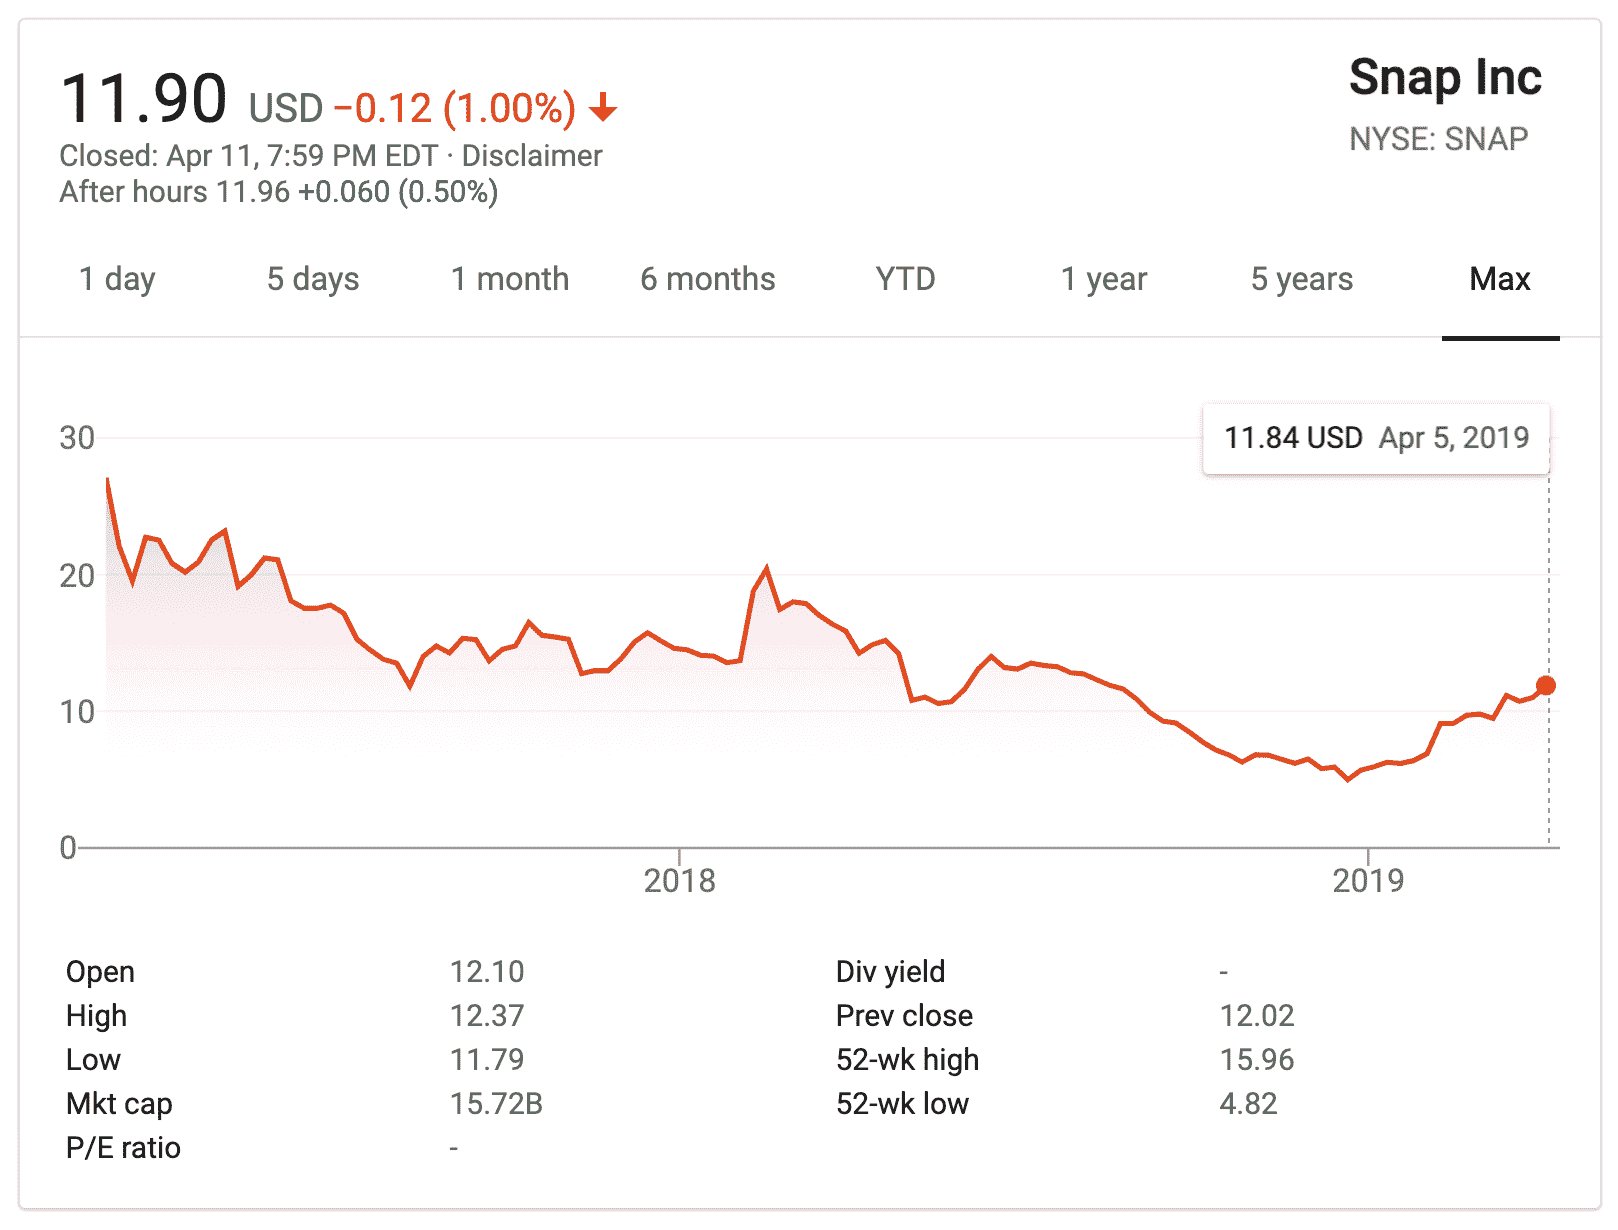 11.90 USD −0.12 (1.00%)
Closed: Apr 11, 7:59 PM EDT · Disclaimer
After hours 11.96 +0.060 (0.50%)
Snap Inc
NYSE: SNAP
1 day 5 days 1 month 6 months YTD 1 year 5 years Max
11.84 USD Apr 5, 2019
30
20
10
0
2018 2019
Open 12.10 Div yield -
High 12.37 Prev close 12.02
Low 11.79 52-wk high 15.96
Mkt cap 15.72B 52-wk low 4.82
P/E ratio -